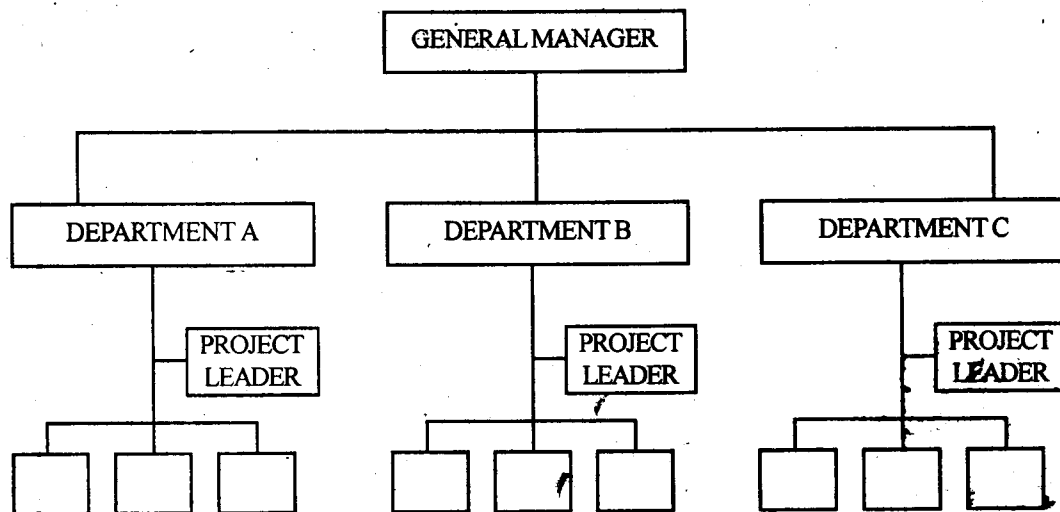 GENERAL MANAGER
DEPARTMENT A
DEPARTMENT B
DEPARTMENT C
PROJECT
LEADER
PROJECT
LEADER
PROJECT
LEADER